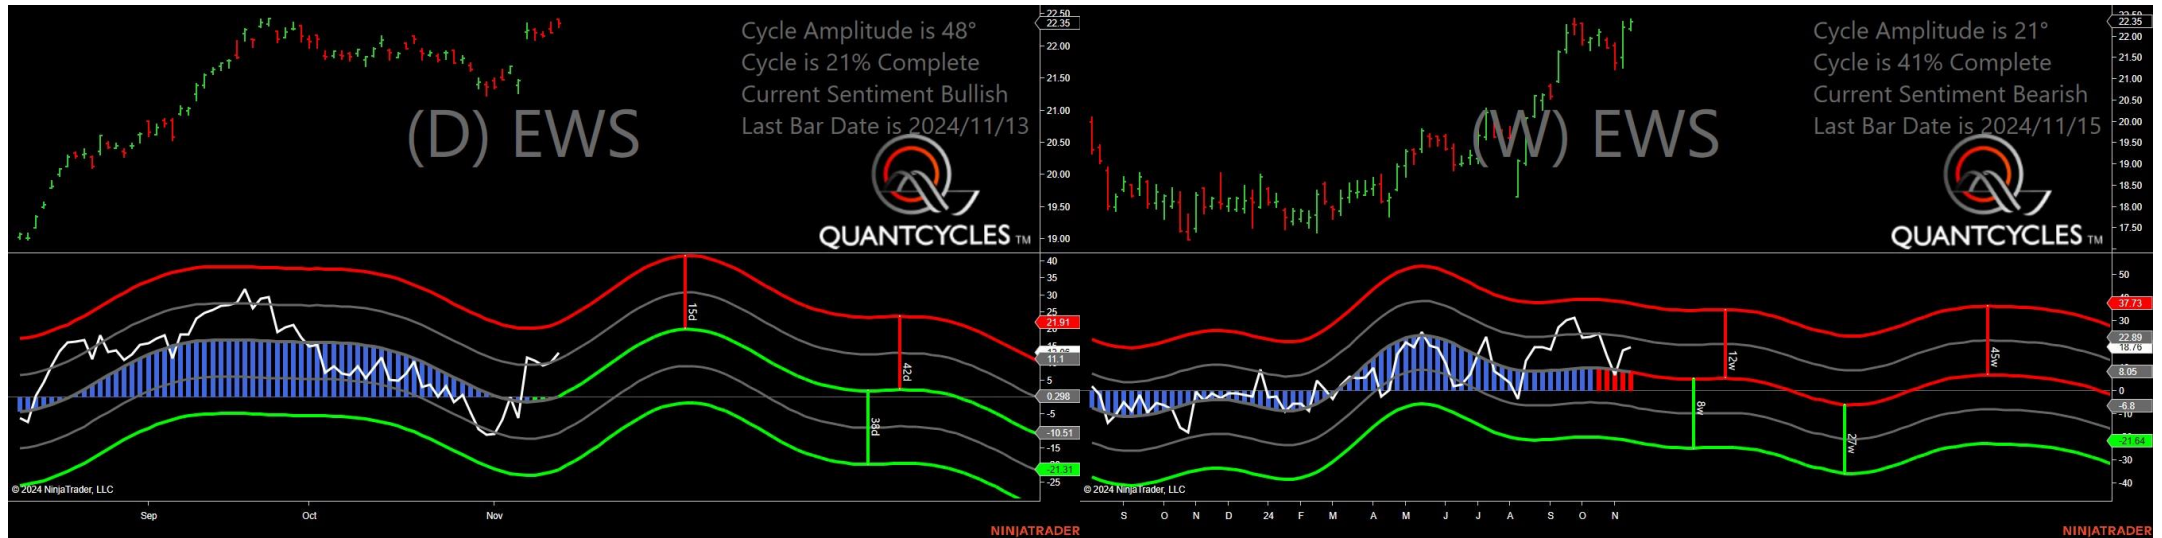 Cycle Amplitude is 48°
Cycle is 21% Complete
Current Sentiment Bullish
Last Bar Date is 2024/11/13
(D) EWS
QUANTCYCLES TM
22.50
22.35
22.00
21.50
21.00
20.50
20.00
19.50
19.00
40
35
30
25
21.91
11.1
5
0.298
-5
-10.51
-15
-21.31
-25
15d
42d
38d
© 2024 NinjaTrader, LLC
Sep Oct Nov
NINJATRADER
Cycle Amplitude is 21°
Cycle is 41% Complete
Current Sentiment Bearish
Last Bar Date is 2024/11/15
(W) EWS
QUANTCYCLES TM
22.50
22.35
22.00
21.50
21.00
20.50
20.00
19.50
19.00
18.50
18.00
17.50
50
37.73
30
22.89
18.76
8.05
0
-6.8
-21.64
-30
-40
12w
45w
8w
27w
© 2024 NinjaTrader, LLC
S O N D 24 F M A M J J A S O N
NINJATRADER